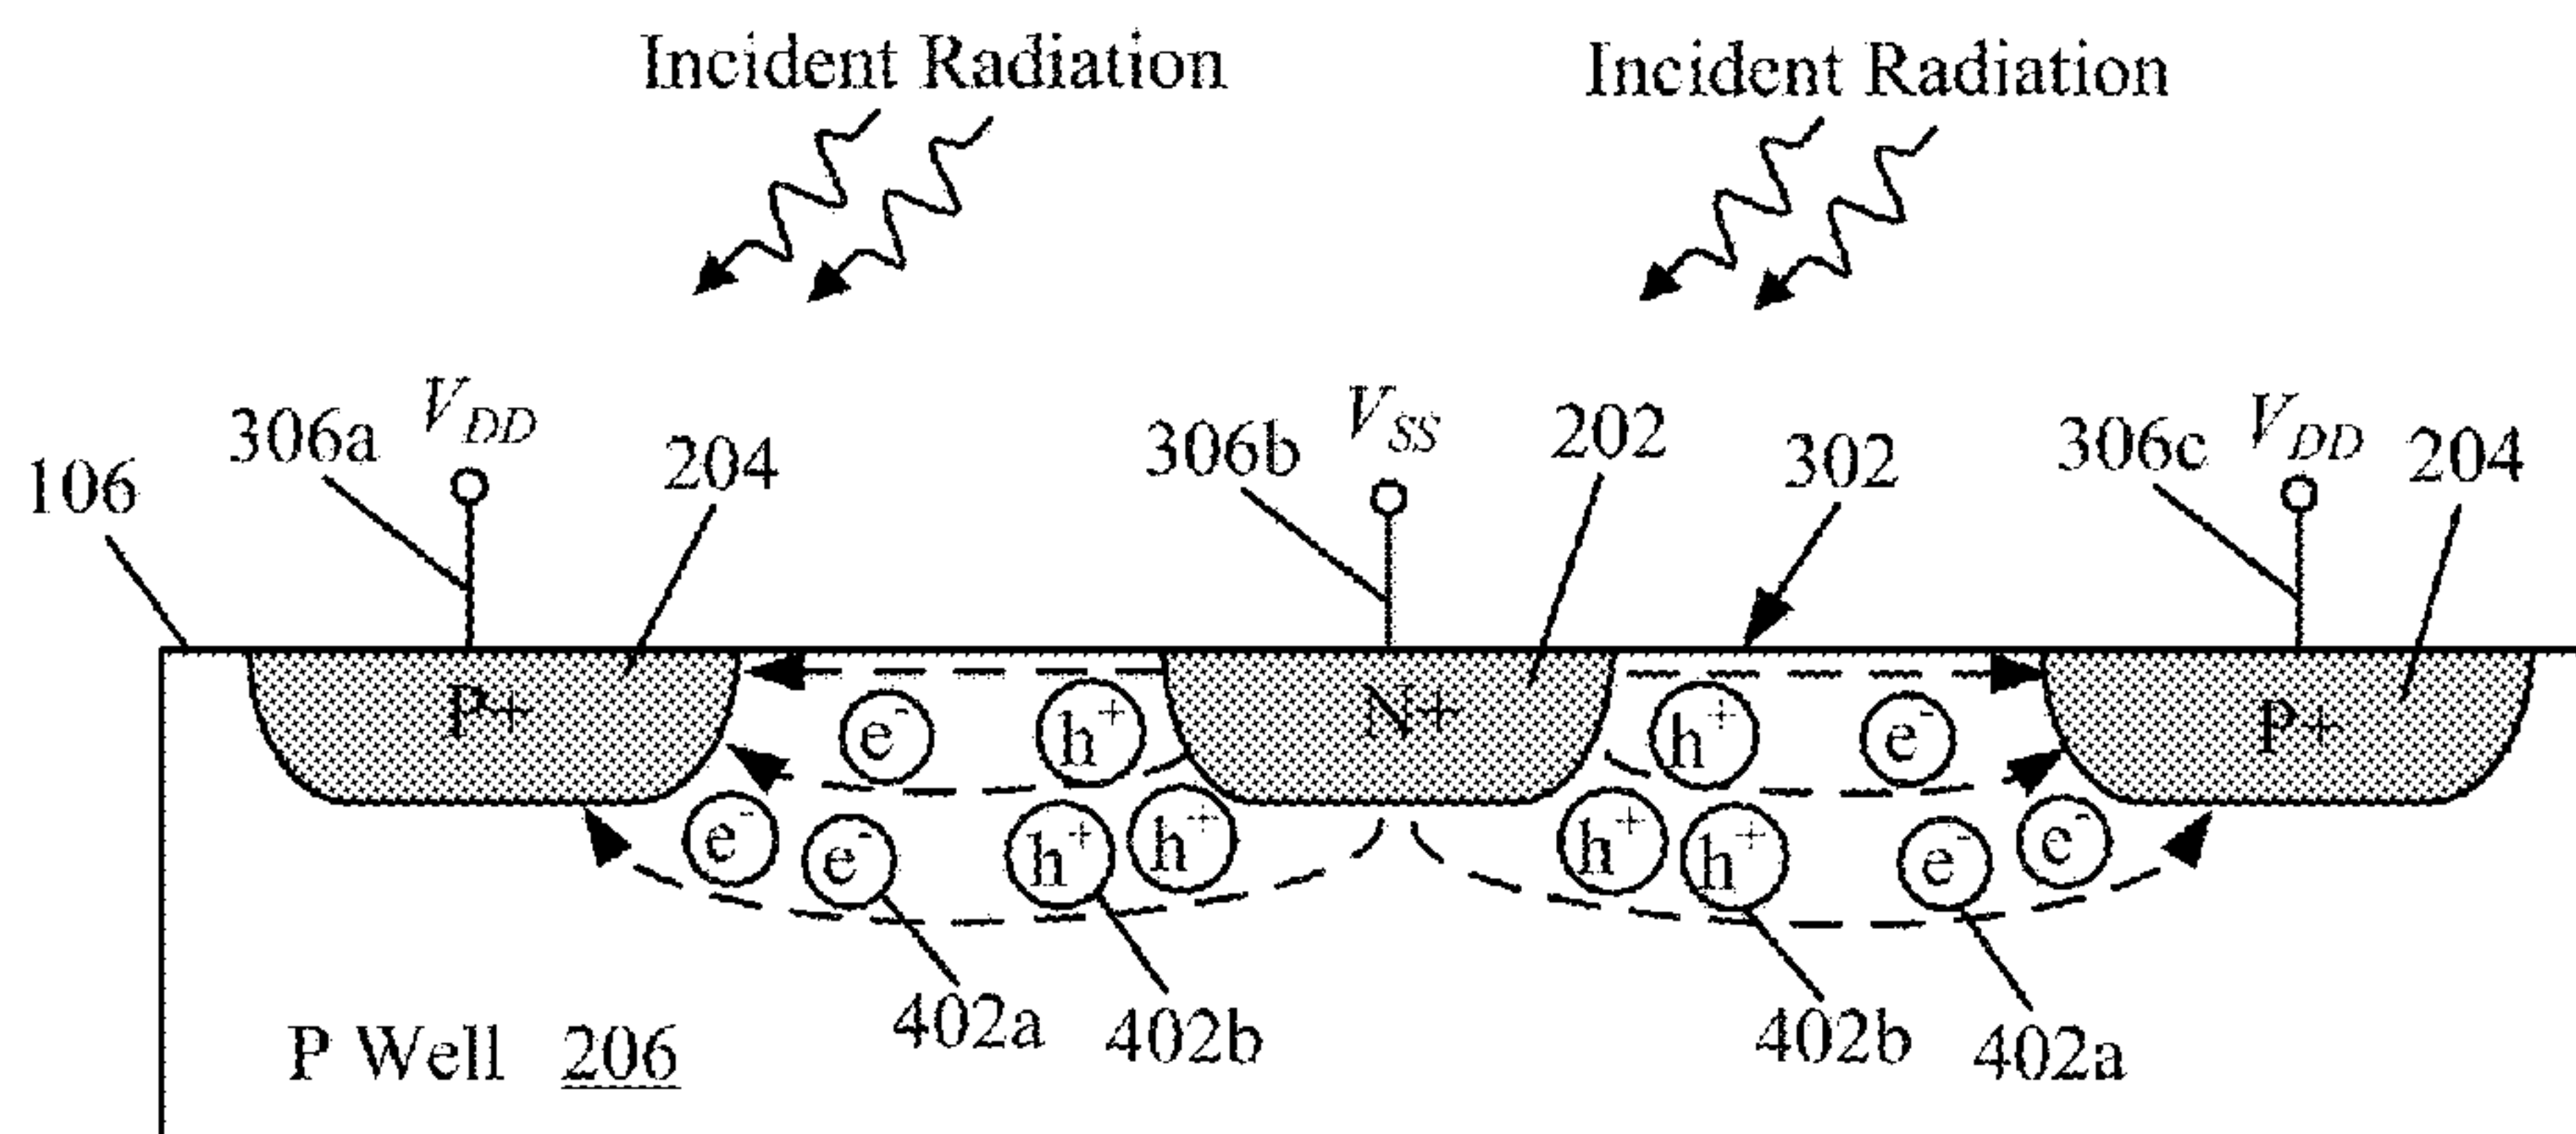 Incident Radiation Incident Radiation
106 306a V_DD 204 306b V_SS 202 302 306c V_DD 204
P+ N+ P+
e⁻ h⁺ h⁺ e⁻
e⁻ e⁻ h⁺ h⁺ h⁺ h⁺ e⁻ e⁻
402a 402b 402b 402a
P Well 206